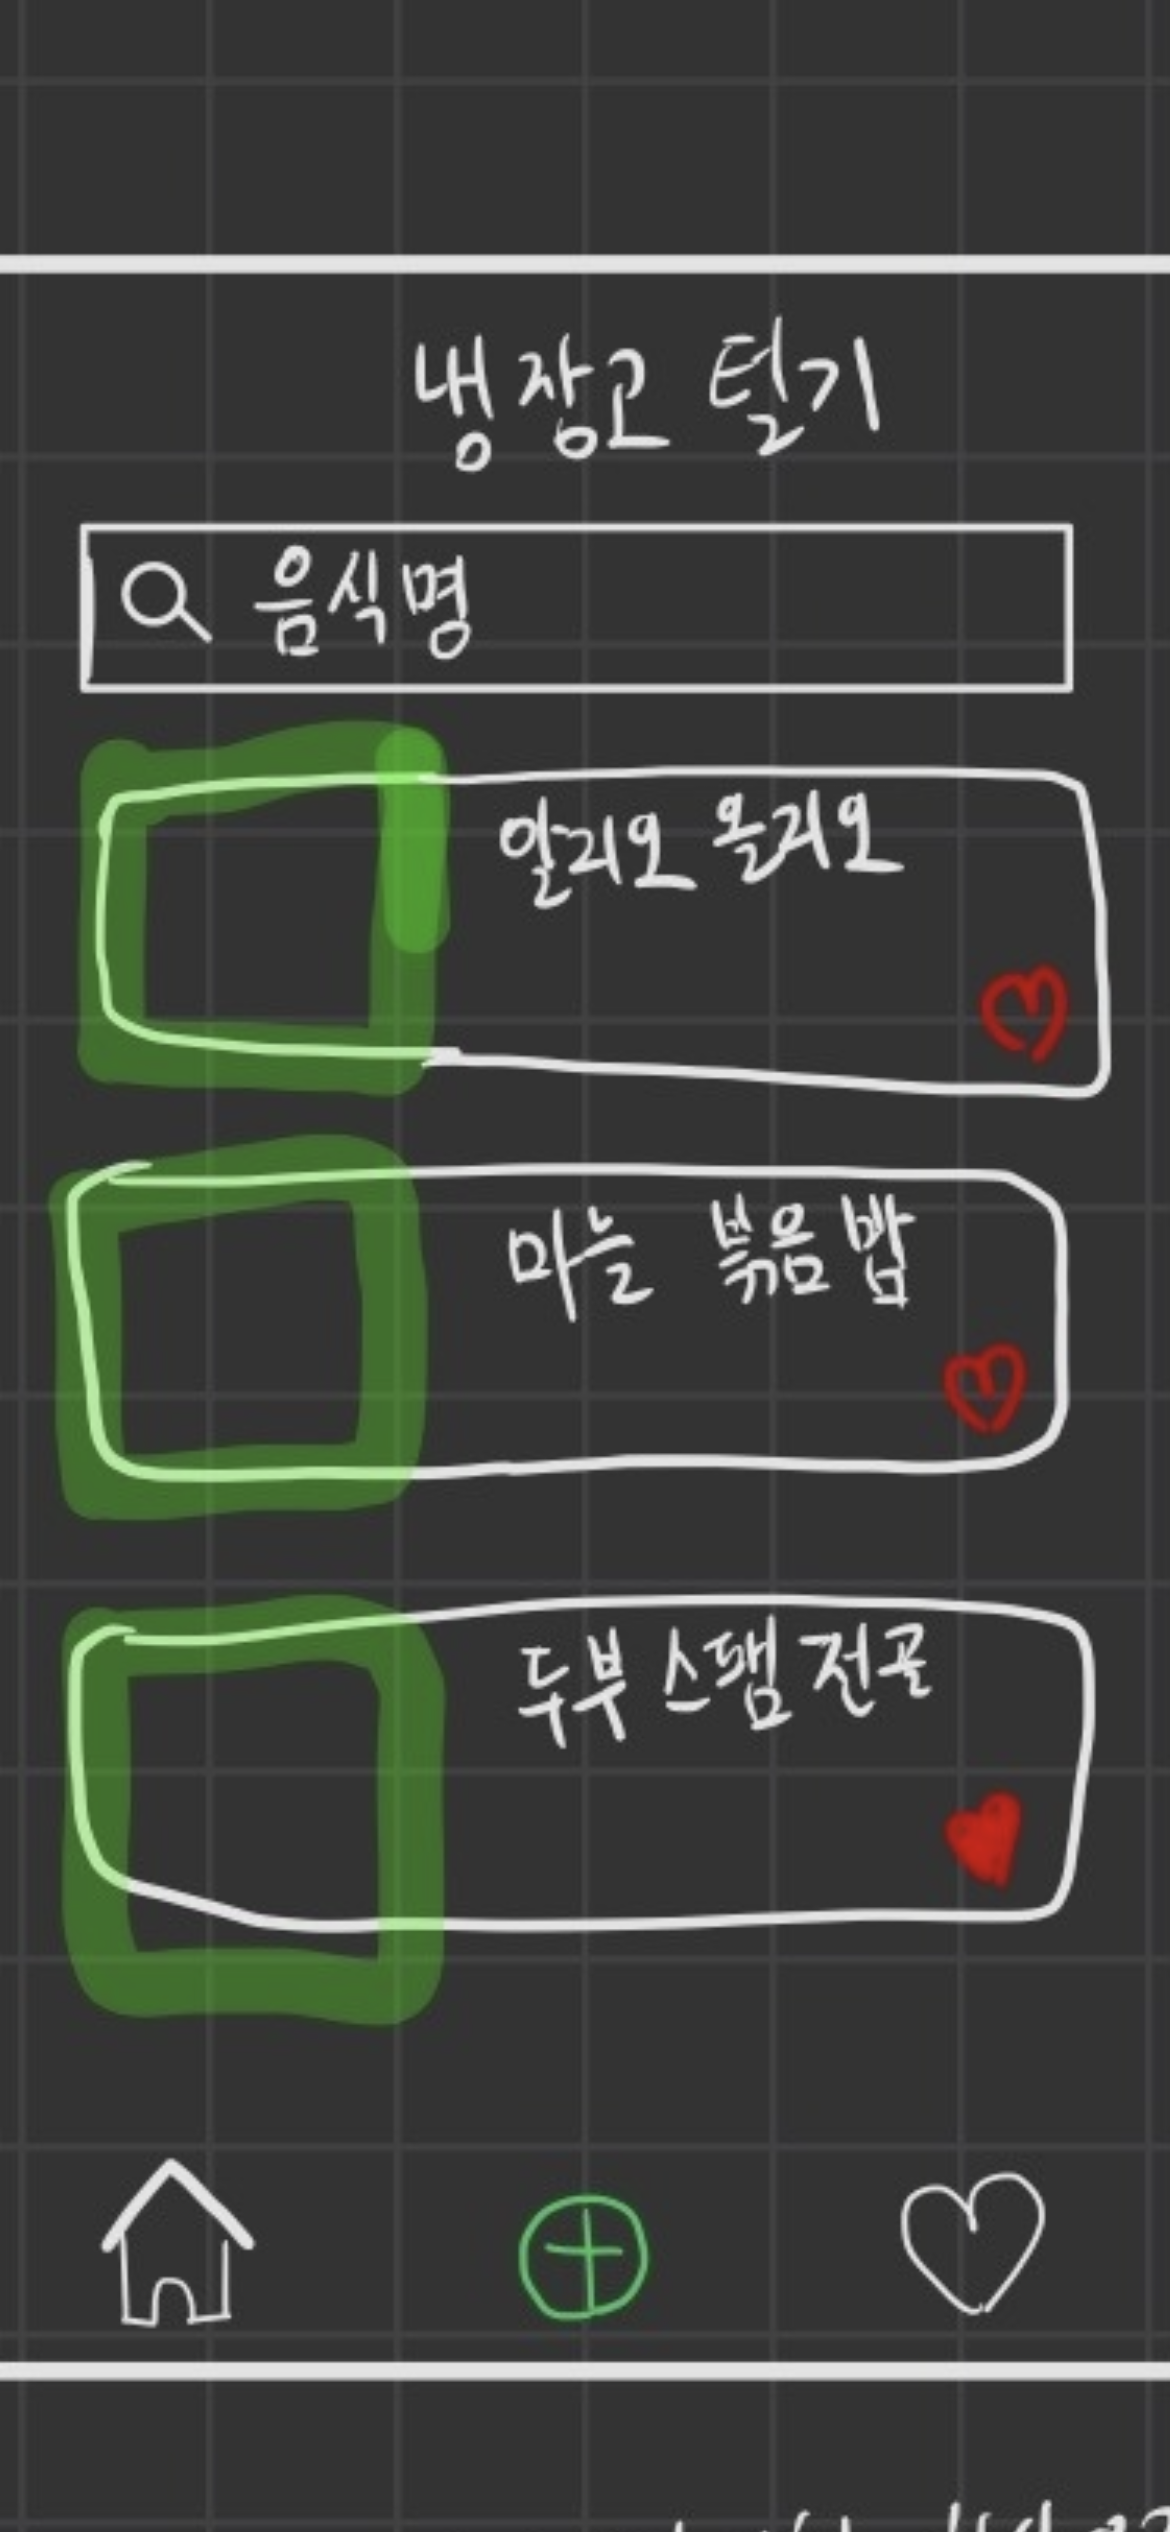 냉장고 털기
음식명
알리오 올리오
마늘 볶음밥
두부 스팸 전골